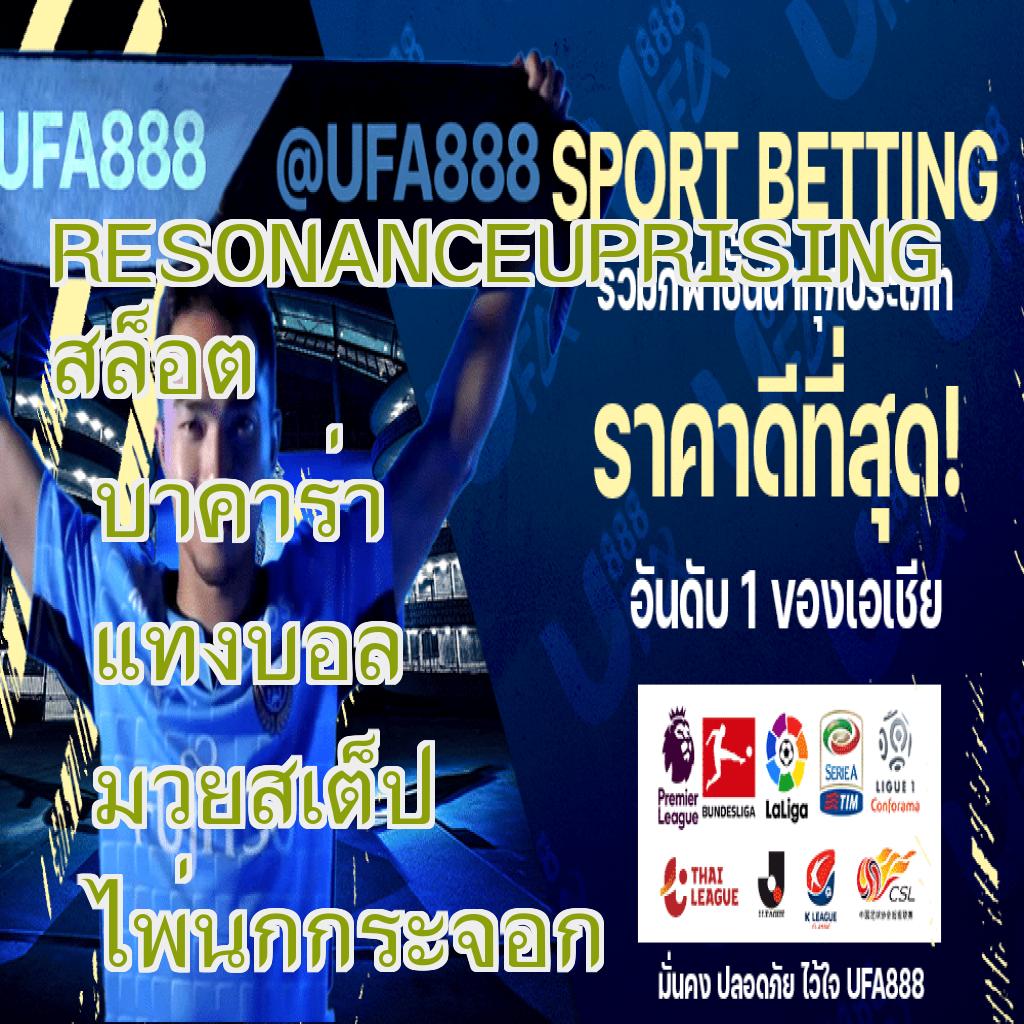 UFA888
@UFA888
SPORT BETTING
RESONANCEUPRISING
สล็อต
บาคาร่า
แทงบอล
มวยสเต็ป
ไพ่นกกระจอก
ราคาดีที่สุด!
อันดับ 1 ของเอเชีย
Premier League
BUNDESLIGA
LaLiga
SERIE A
TIM
LIGUE 1
Conforama
THAI LEAGUE
J.LEAGUE
K LEAGUE
CSL
มั่นคง ปลอดภัย ไว้ใจ UFA888